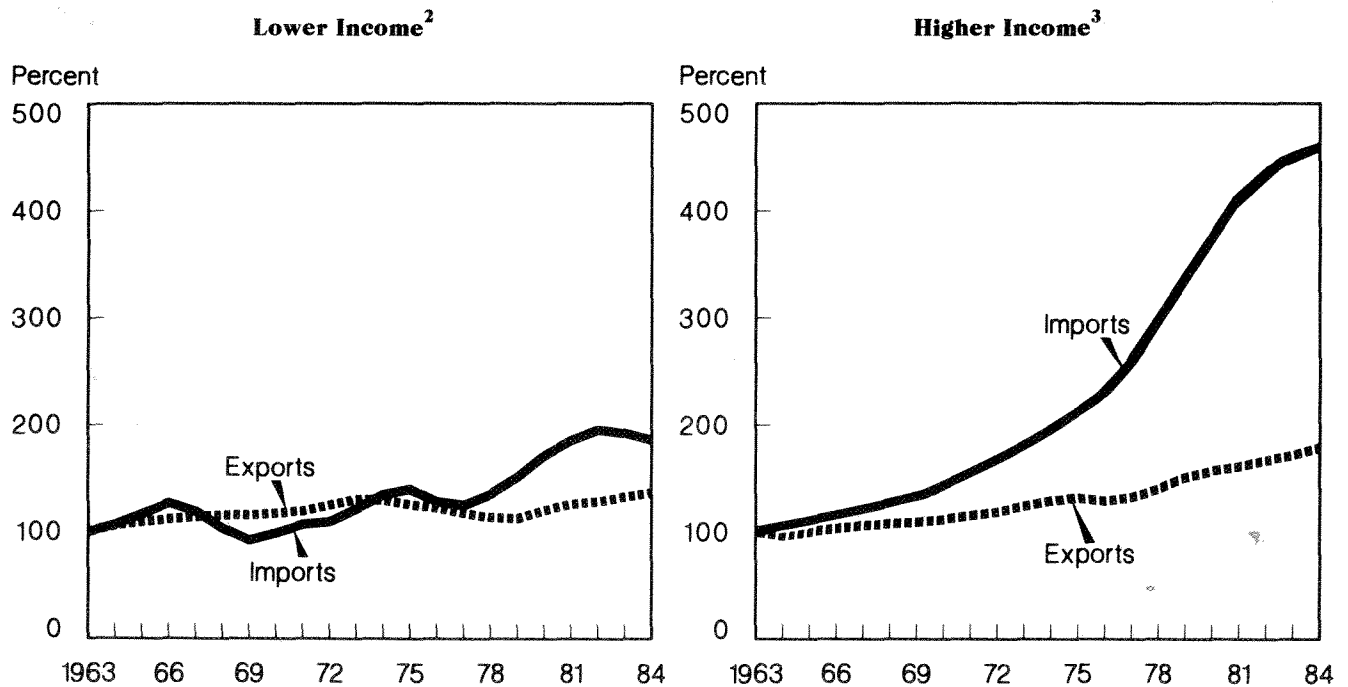 Lower Income²
Percent
500
400
300
200
100
0
Exports
Imports
1963 66 69 72 75 78 81 84
Higher Income³
Percent
500
400
300
200
100
0
Imports
Exports
1963 66 69 72 75 78 81 84